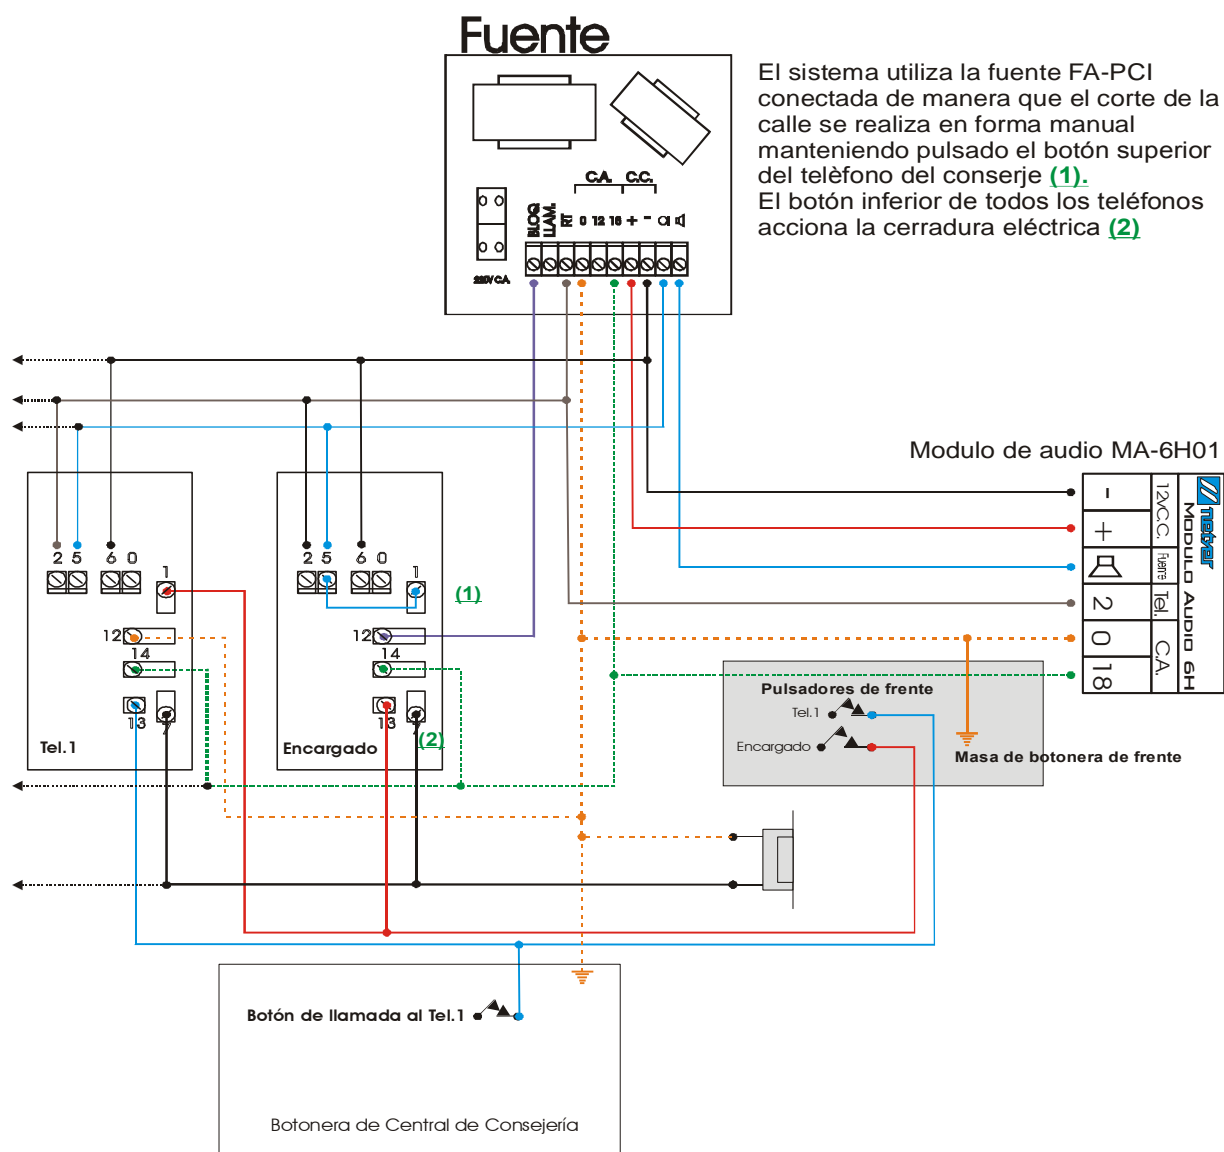 Fuente
El sistema utiliza la fuente FA-PCI
conectada de manera que el corte de la
calle se realiza en forma manual
manteniendo pulsado el botón superior
del telèfono del conserje (1).
El botón inferior de todos los teléfonos
acciona la cerradura eléctrica (2)
C.A. C.C.
BLOQ.
LLAM.
RT 0 12 18 + -
220V C.A.
Modulo de audio MA-6H01
- 12VC.C.
+
Fuente
2 Tel.
0 C.A.
18
MODULO AUDIO 6H
netyer
2 5 6 0
1
12
14
13 7
Tel.1
2 5 6 0
1
(1)
12
14
13 7
(2)
Encargado
Pulsadores de frente
Tel.1
Encargado
Masa de botonera de frente
Botón de llamada al Tel.1
Botonera de Central de Consejería